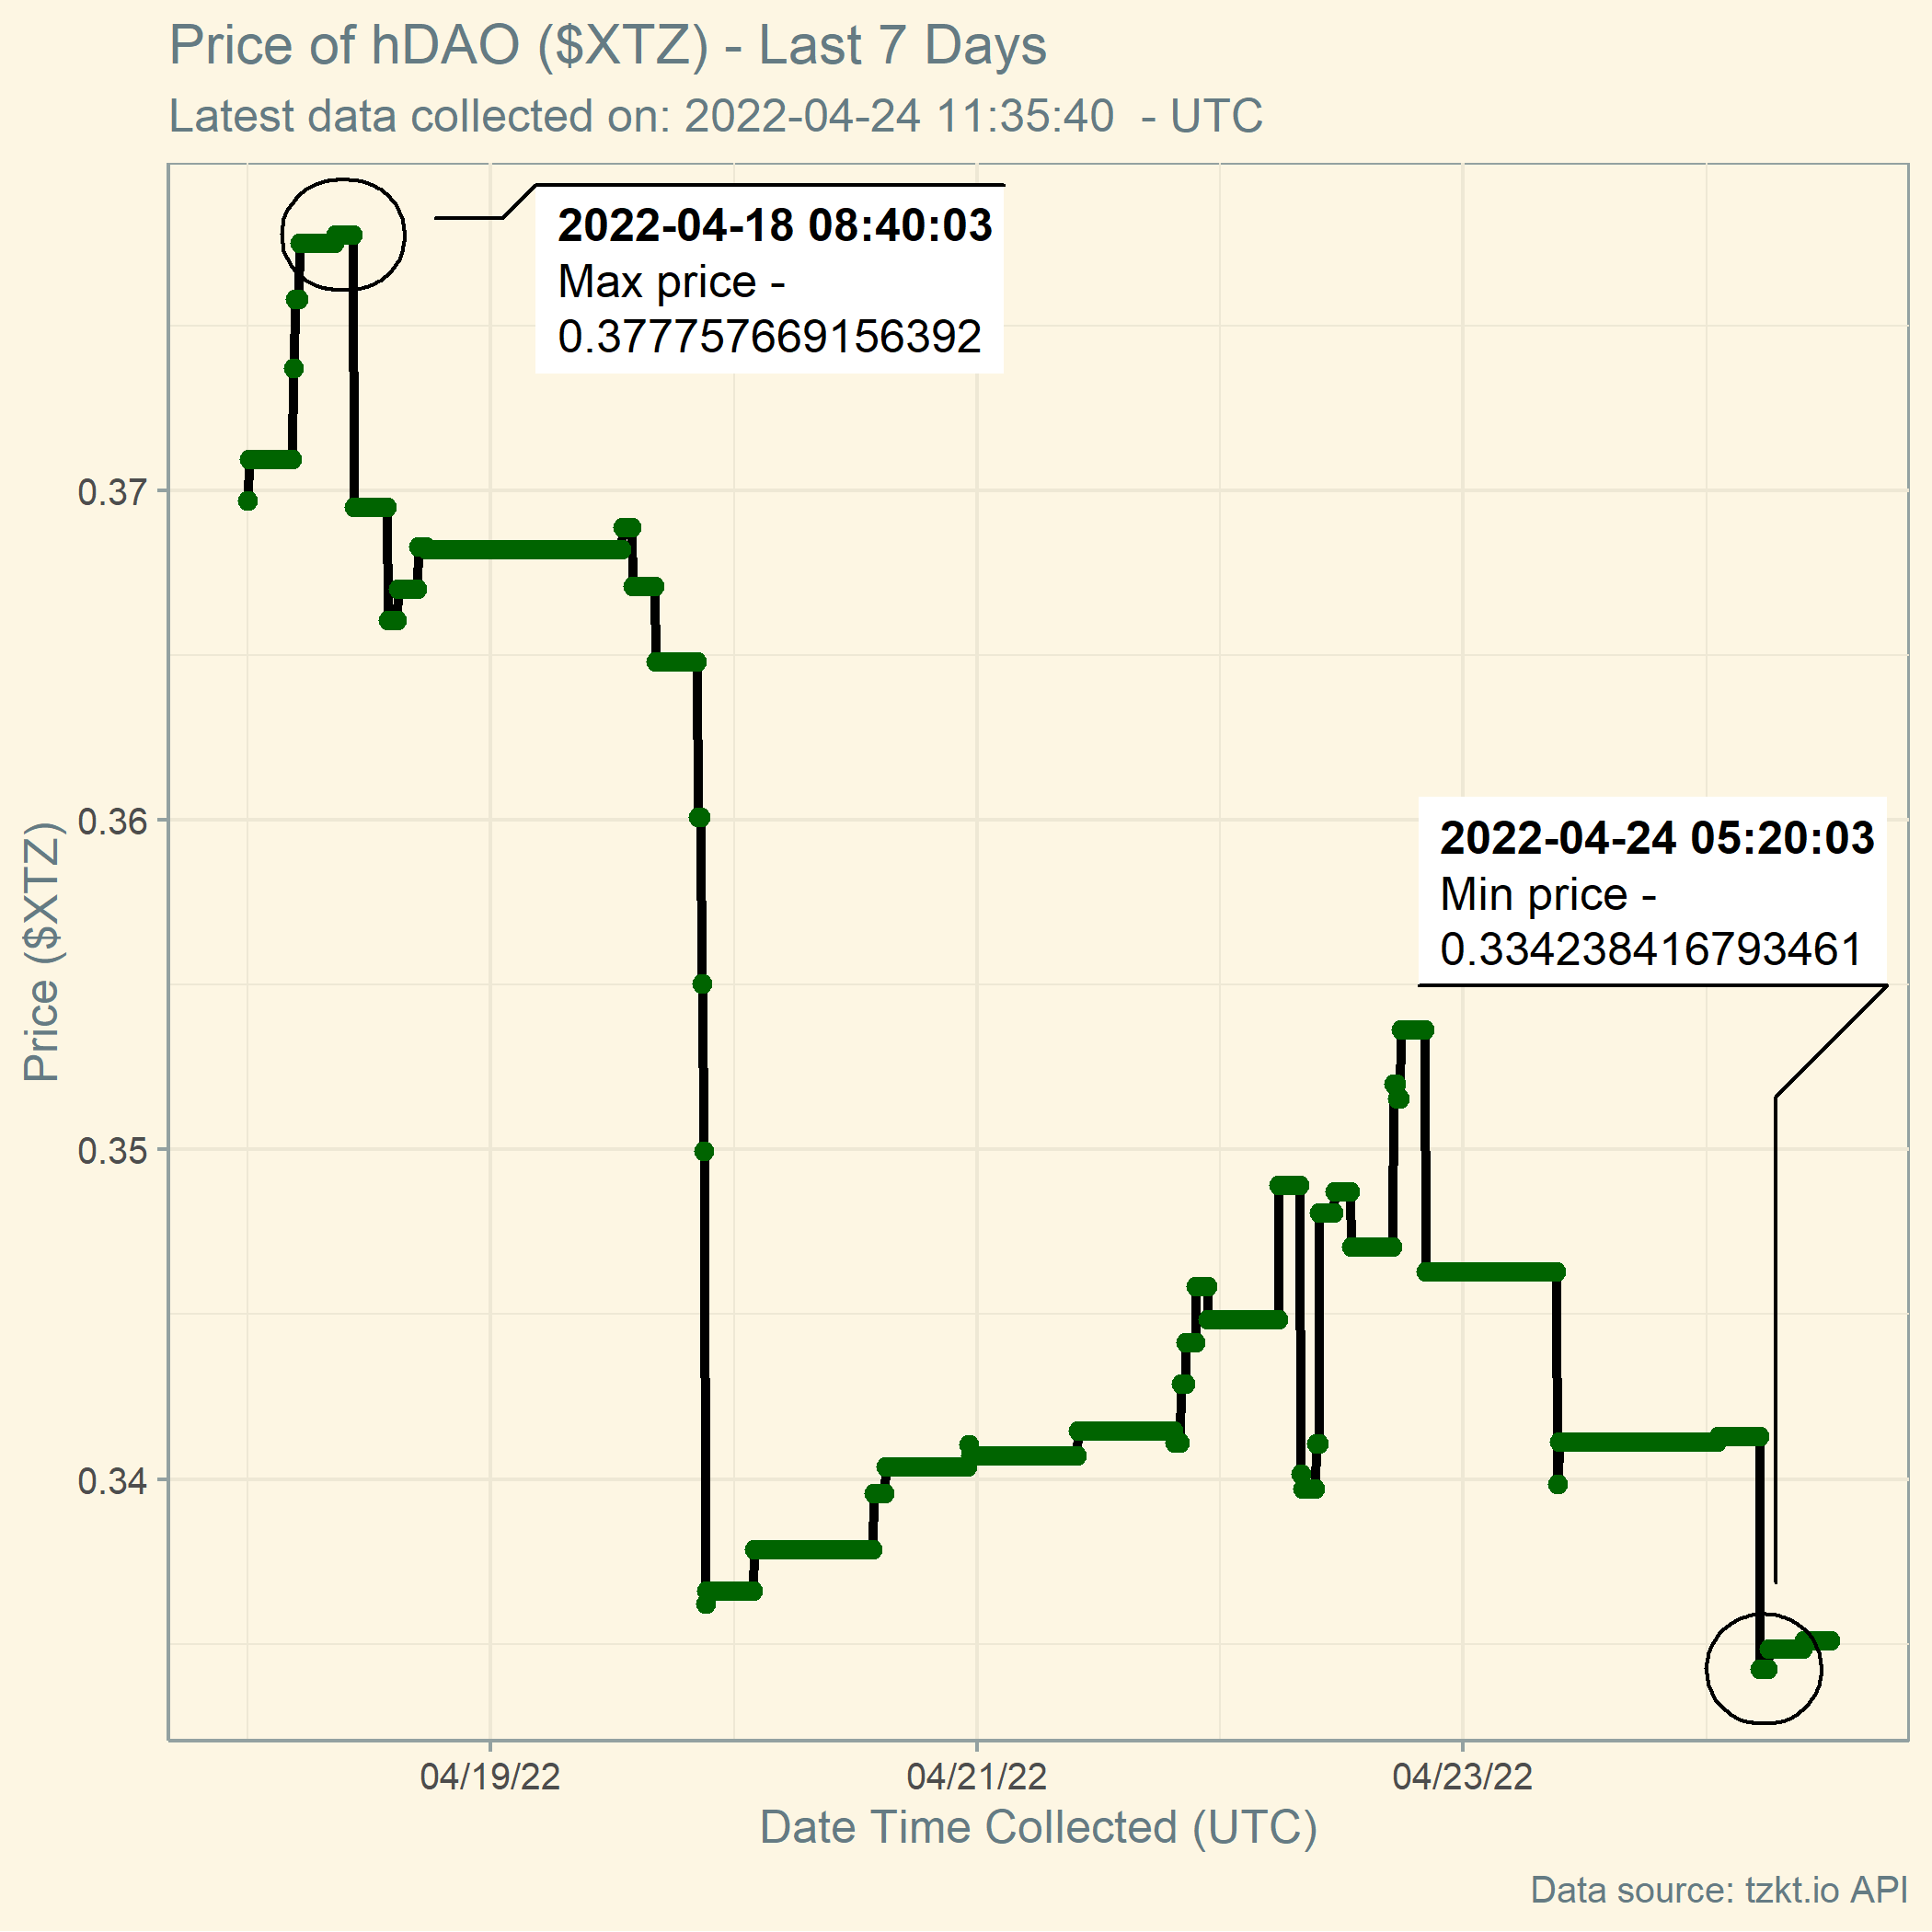 Price of hDAO ($XTZ) - Last 7 Days
Latest data collected on: 2022-04-24 11:35:40  - UTC
2022-04-18 08:40:03
Max price -
0.377757669156392
0.37
0.36
2022-04-24 05:20:03
Min price -
0.334238416793461
Price ($XTZ)
0.35
0.34
04/19/22
04/21/22
04/23/22
Date Time Collected (UTC)
Data source: tzkt.io API